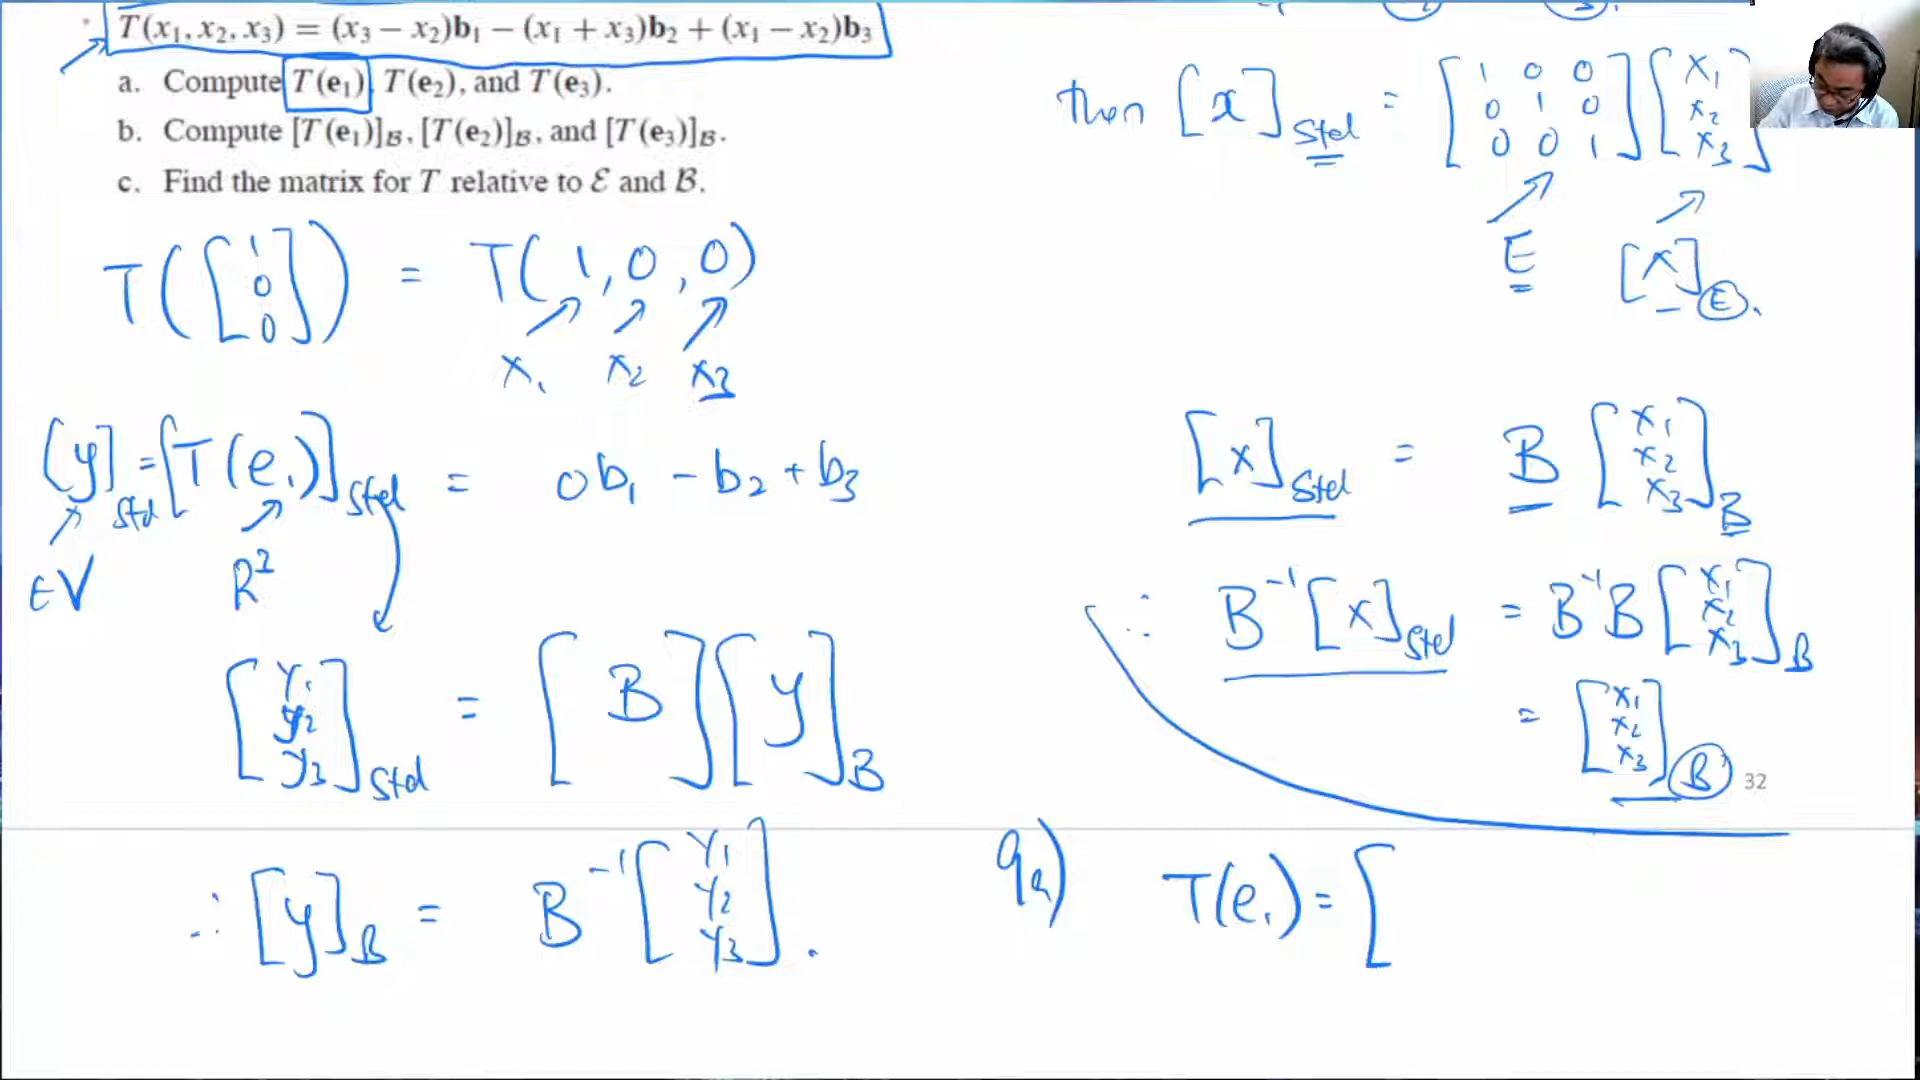 T(x₁, x₂, x₃) = (x₃ − x₂)b₁ − (x₁ + x₃)b₂ + (x₁ − x₂)b₃
a. Compute T(e₁), T(e₂), and T(e₃).
b. Compute [T(e₁)]_B, [T(e₂)]_B, and [T(e₃)]_B.
c. Find the matrix for T relative to ℰ and B.
T([1 0 0]) = T(1, 0, 0)
x₁ x₂ x₃
[y]_Std = [T(e₁)]_Std = 0b₁ − b₂ + b₃
∈V R³
[y₁ y₂ y₃]_Std = [B][y]_B
∴ [y]_B = B⁻¹[y₁ y₂ y₃].
then [x]_Std = [1 0 0
0 1 0
0 0 1] [x₁ x₂ x₃]
E [x]_E.
[x]_Std = B [x₁ x₂ x₃]_B
∴ B⁻¹[x]_Std = B⁻¹B [x₁ x₂ x₃]_B
= [x₁ x₂ x₃]_B
32
9a) T(e₁) = [